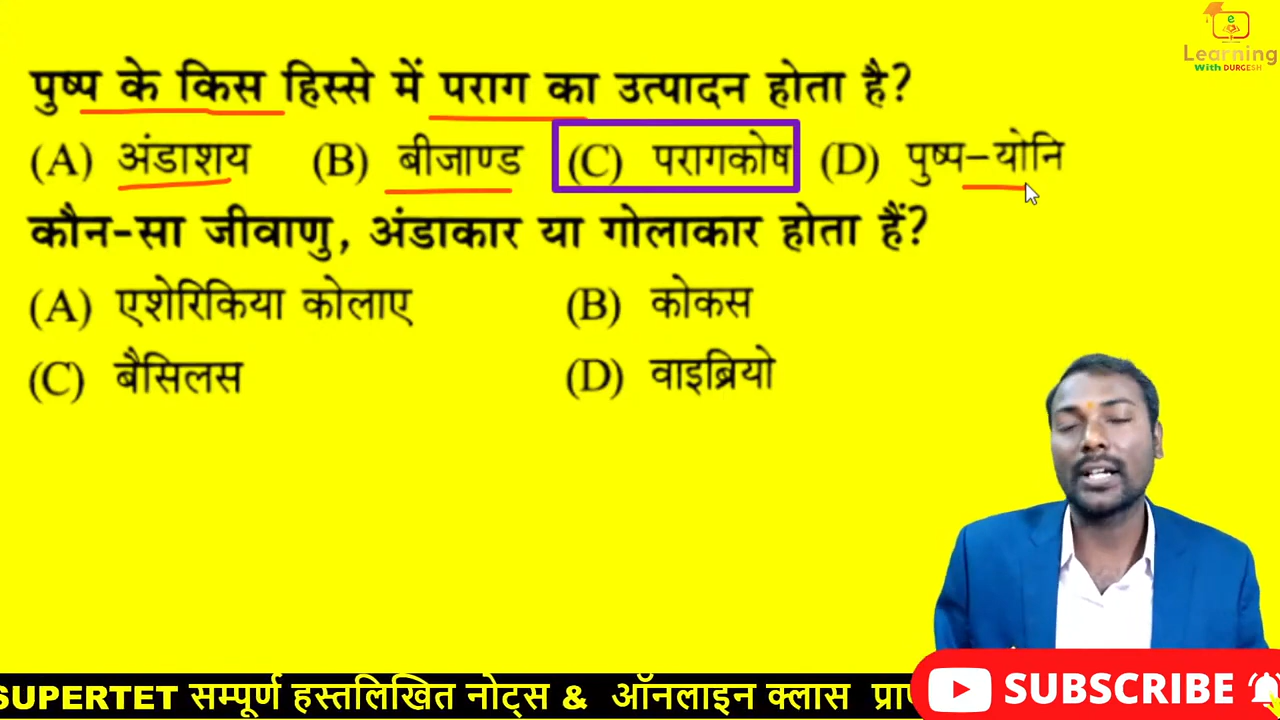 e
Learning
With DURGESH
पुष्प के किस हिस्से में पराग का उत्पादन होता है?
(A) अंडाशय (B) बीजाण्ड (C) परागकोष (D) पुष्प–योनि
कौन-सा जीवाणु, अंडाकार या गोलाकार होता हैं?
(A) एशेरिकिया कोलाए (B) कोकस
(C) बैसिलस (D) वाइब्रियो
SUPERTET सम्पूर्ण हस्तलिखित नोट्स & ऑनलाइन क्लास
SUBSCRIBE